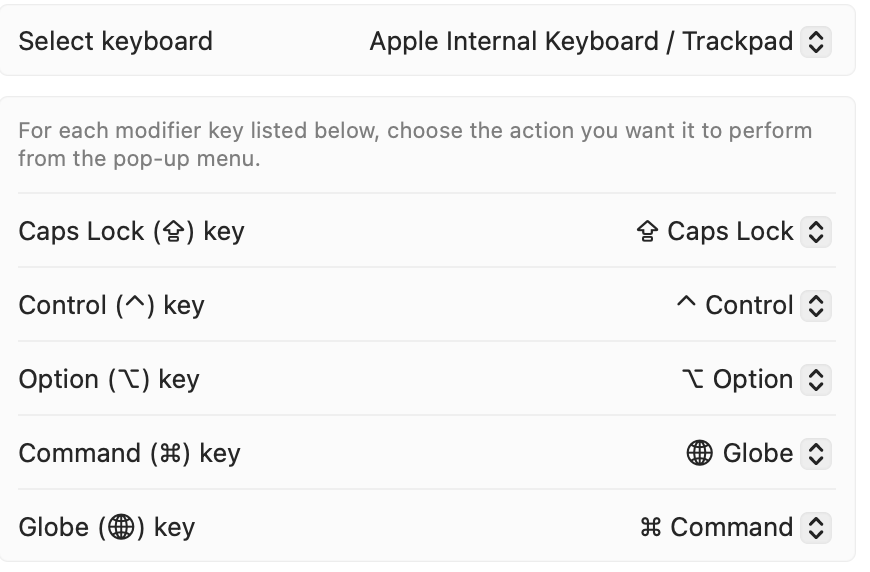 Select keyboard Apple Internal Keyboard / Trackpad
For each modifier key listed below, choose the action you want it to perform
from the pop-up menu.
Caps Lock (⇪) key ⇪ Caps Lock
Control (^) key ^ Control
Option (⌥) key ⌥ Option
Command (⌘) key 🌐 Globe
Globe (🌐) key ⌘ Command